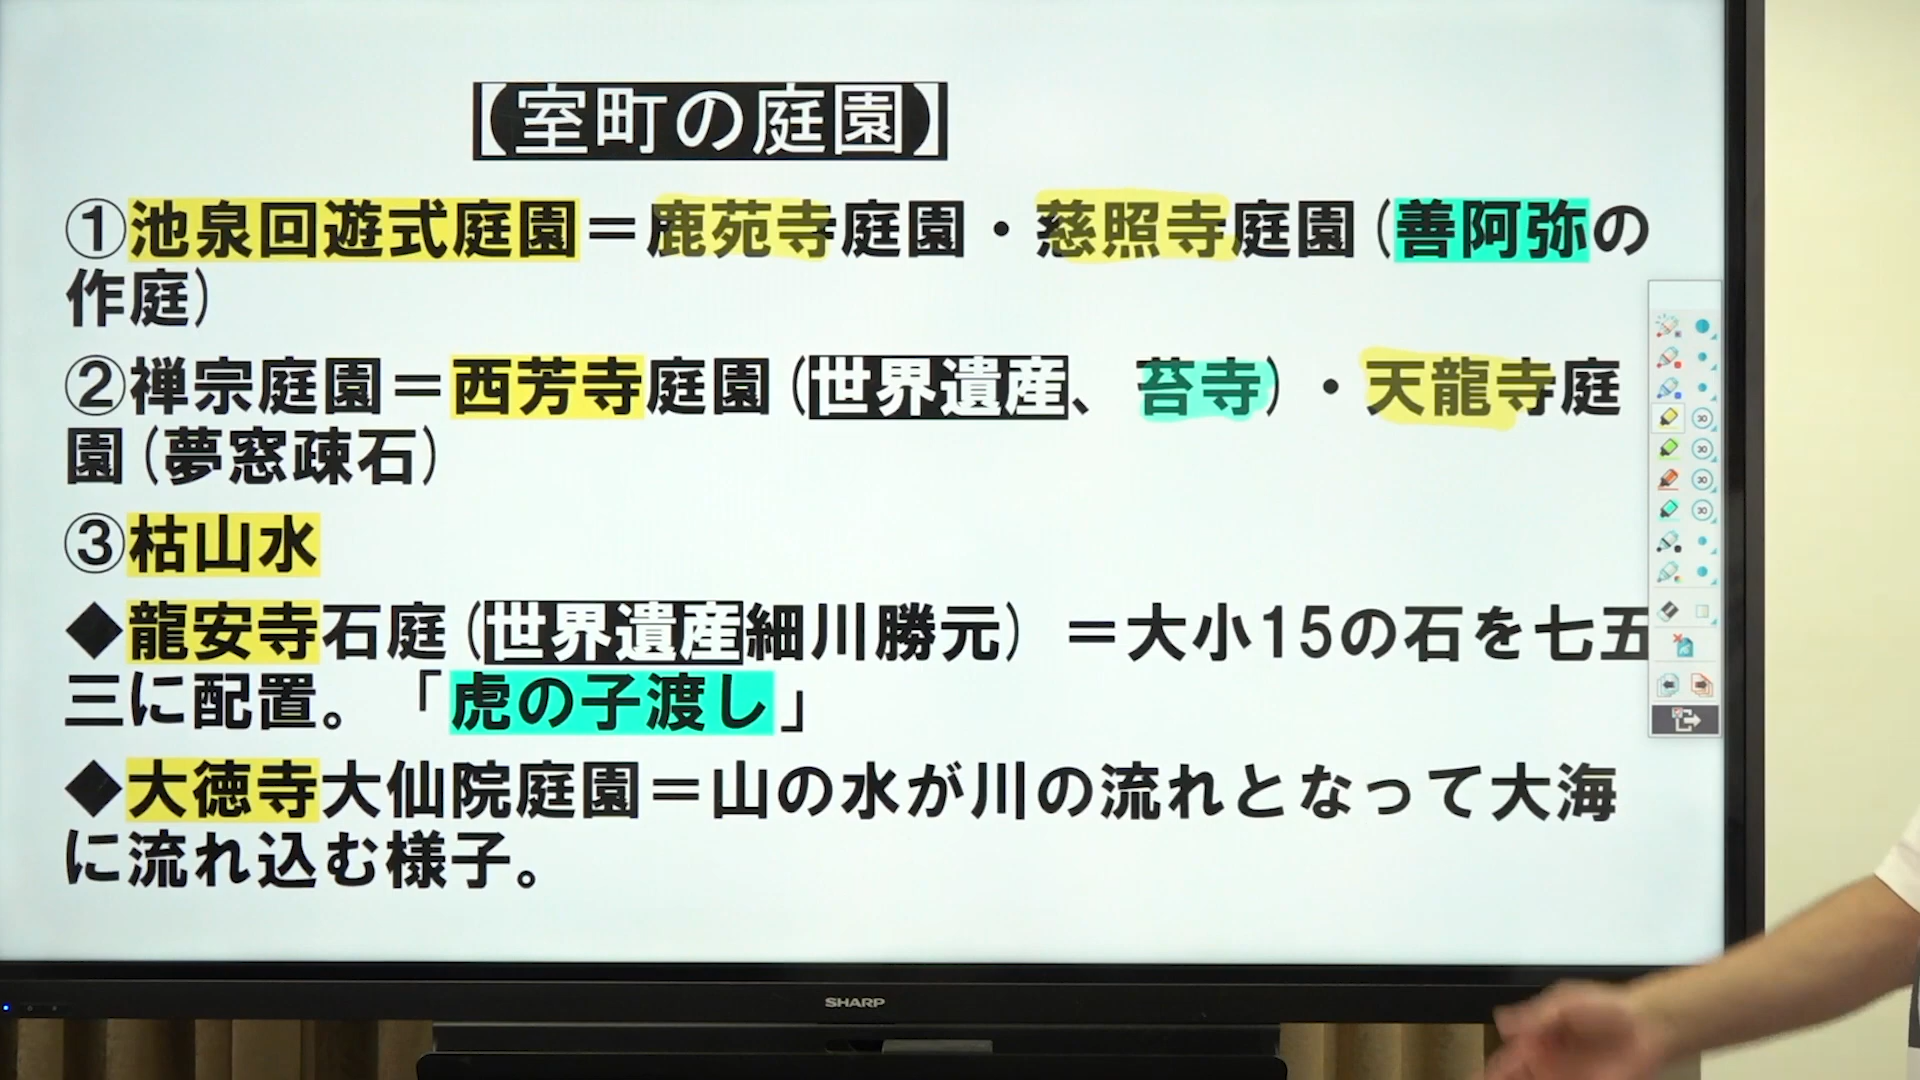 【室町の庭園】
①池泉回遊式庭園＝鹿苑寺庭園・慈照寺庭園(善阿弥の
作庭)
②禅宗庭園＝西芳寺庭園(世界遺産、苔寺)・天龍寺庭
園(夢窓疎石)
③枯山水
◆龍安寺石庭(世界遺産細川勝元)＝大小15の石を七五
三に配置。「虎の子渡し」
◆大徳寺大仙院庭園＝山の水が川の流れとなって大海
に流れ込む様子。
30
30
30
30
SHARP